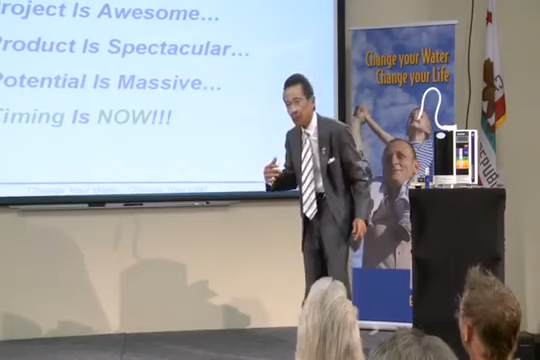 Project Is Awesome...
Product Is Spectacular...
Potential Is Massive...
Timing Is NOW!!!
Change your Water
Change your Life